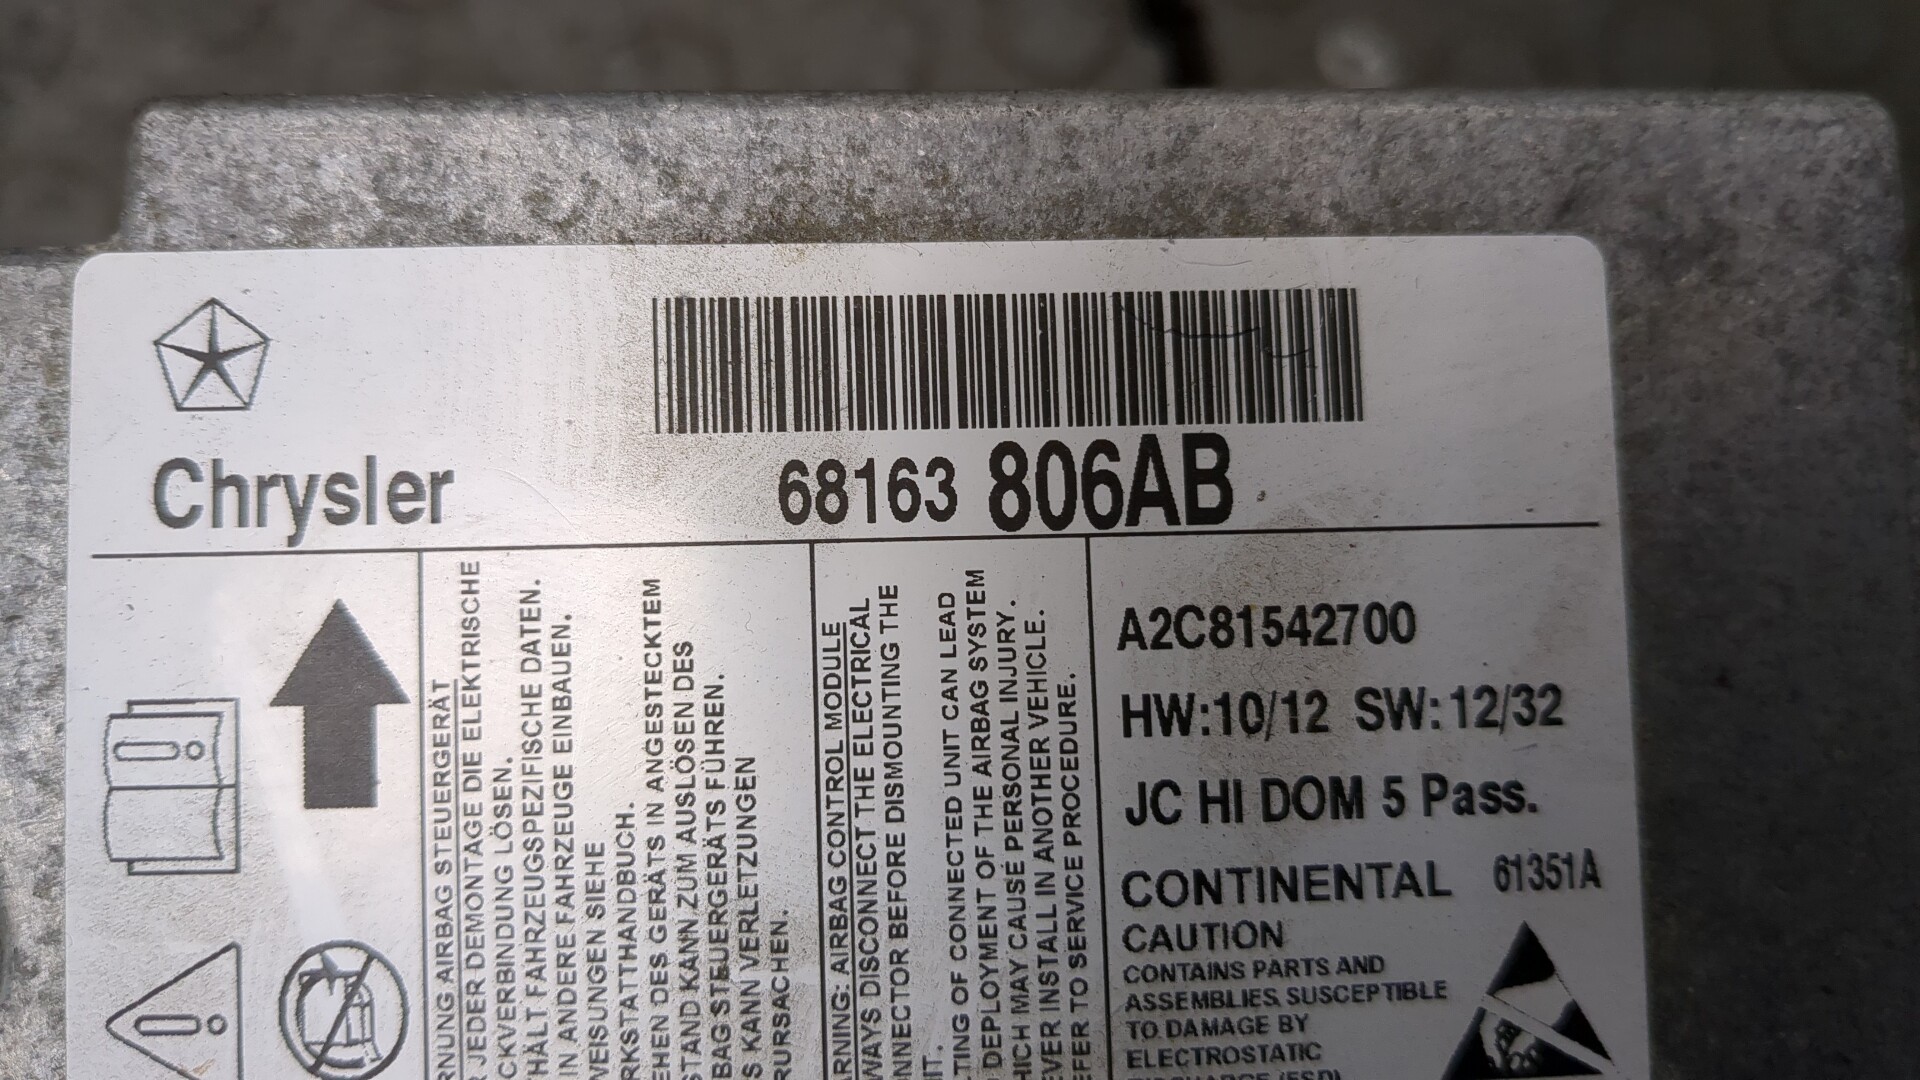 Chrysler
68163 806AB
RNUNG AIRBAG STEUERGERÄT
JEDER DEMONTAGE DIE ELEKTRISCHE
CKVERBINDUNG LÖSEN.
HÄLT FAHRZEUGSPEZIFISCHE DATEN.
IN ANDERE FAHRZEUGE EINBAUEN.
WEISUNGEN SIEHE
RKSTATTHANDBUCH.
EHEN DES GERÄTS IN ANGESTECKTEM
STAND KANN ZUM AUSLÖSEN DES
BAG STEUERGERÄTS FÜHREN.
S KANN VERLETZUNGEN
RURSACHEN.
ARNING: AIRBAG CONTROL MODULE
WAYS DISCONNECT THE ELECTRICAL
NNECTOR BEFORE DISMOUNTING THE
IT.
TING OF CONNECTED UNIT CAN LEAD
DEPLOYMENT OF THE AIRBAG SYSTEM
HICH MAY CAUSE PERSONAL INJURY.
EVER INSTALL IN ANOTHER VEHICLE.
EFER TO SERVICE PROCEDURE.
A2C81542700
HW:10/12 SW:12/32
JC HI DOM 5 Pass.
CONTINENTAL 61351A
CAUTION
CONTAINS PARTS AND
ASSEMBLIES SUSCEPTIBLE
TO DAMAGE BY
ELECTROSTATIC